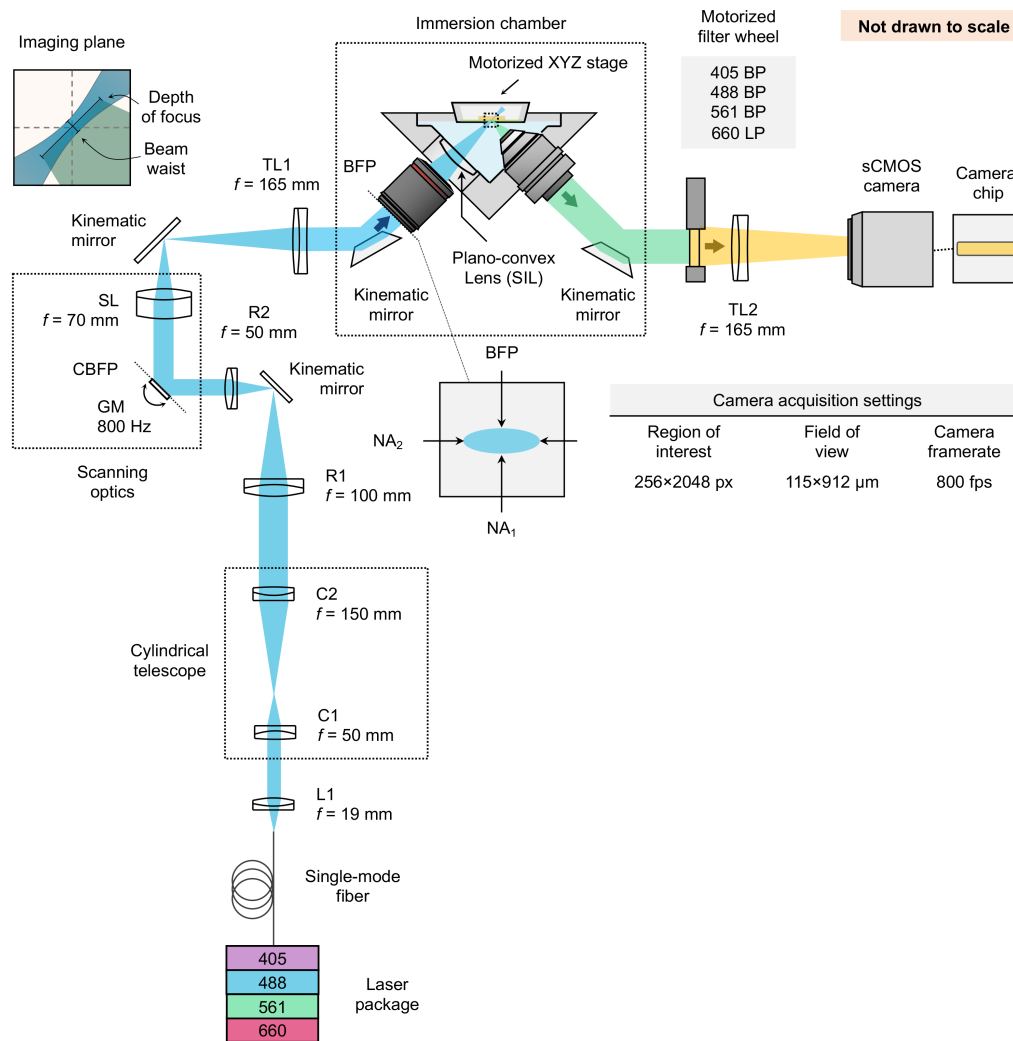 Imaging plane
Depth
of focus
Beam
waist
Immersion chamber
Motorized XYZ stage
Motorized
filter wheel
405 BP
488 BP
561 BP
660 LP
Not drawn to scale
TL1
f = 165 mm
BFP
Kinematic
mirror
Plano-convex
Lens (SIL)
Kinematic
mirror
Kinematic
mirror
sCMOS
camera
Camera
chip
TL2
f = 165 mm
SL
f = 70 mm
R2
f = 50 mm
CBFP
GM
800 Hz
Kinematic
mirror
Scanning
optics
BFP
NA2
NA1
Camera acquisition settings
Region of
interest
Field of
view
Camera
framerate
256×2048 px
115×912 µm
800 fps
R1
f = 100 mm
C2
f = 150 mm
Cylindrical
telescope
C1
f = 50 mm
L1
f = 19 mm
Single-mode
fiber
405
488
561
660
Laser
package